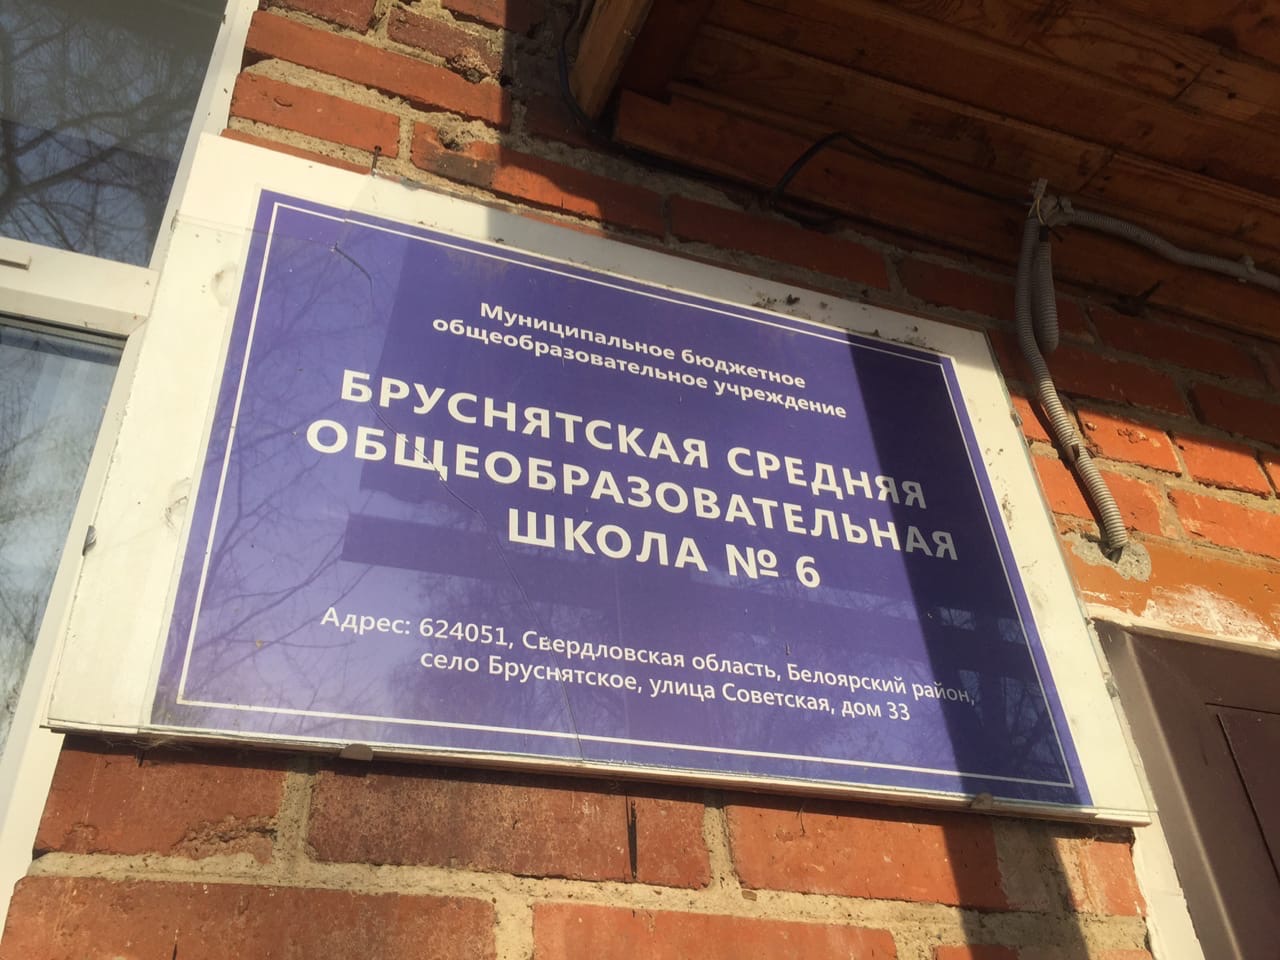 Муниципальное бюджетное
общеобразовательное учреждение
БРУСНЯТСКАЯ СРЕДНЯЯ
ОБЩЕОБРАЗОВАТЕЛЬНАЯ
ШКОЛА № 6
Адрес: 624051, Свердловская область, Белоярский район,
село Бруснятское, улица Советская, дом 33